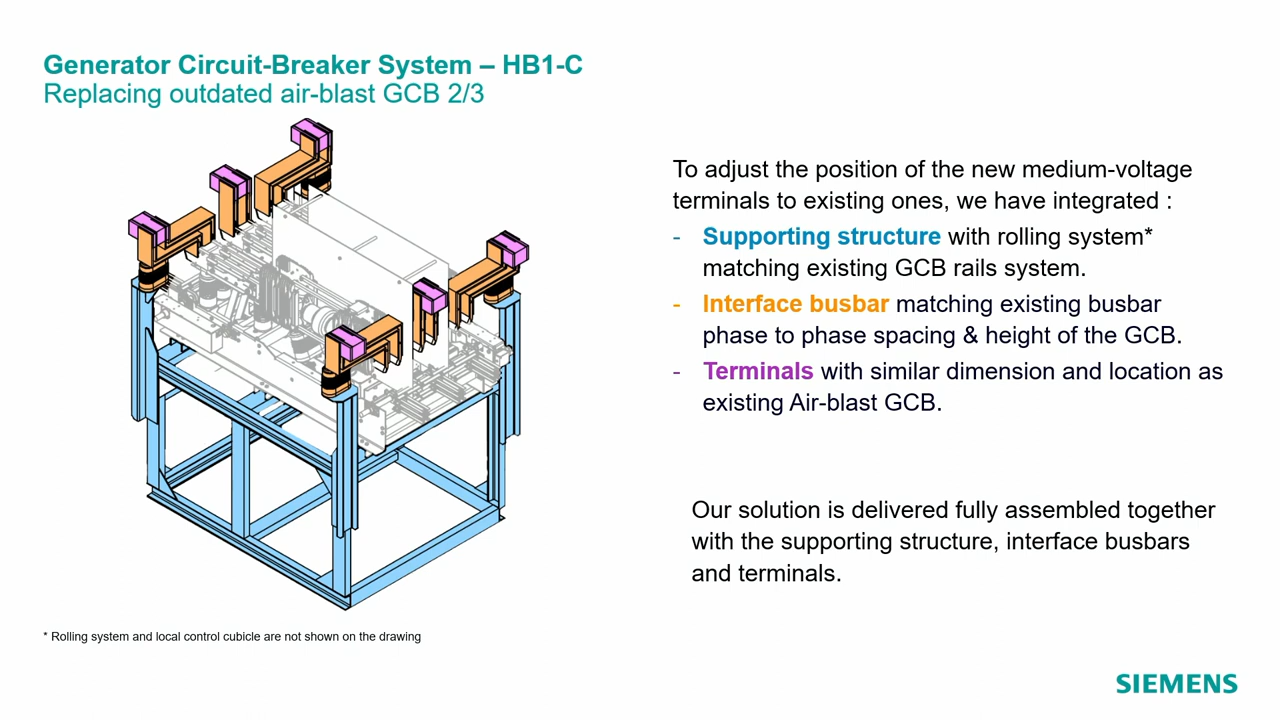 Generator Circuit-Breaker System – HB1-C
Replacing outdated air-blast GCB 2/3
To adjust the position of the new medium-voltage
terminals to existing ones, we have integrated :
- Supporting structure with rolling system*
matching existing GCB rails system.
- Interface busbar matching existing busbar
phase to phase spacing & height of the GCB.
- Terminals with similar dimension and location as
existing Air-blast GCB.
Our solution is delivered fully assembled together
with the supporting structure, interface busbars
and terminals.
* Rolling system and local control cubicle are not shown on the drawing
SIEMENS